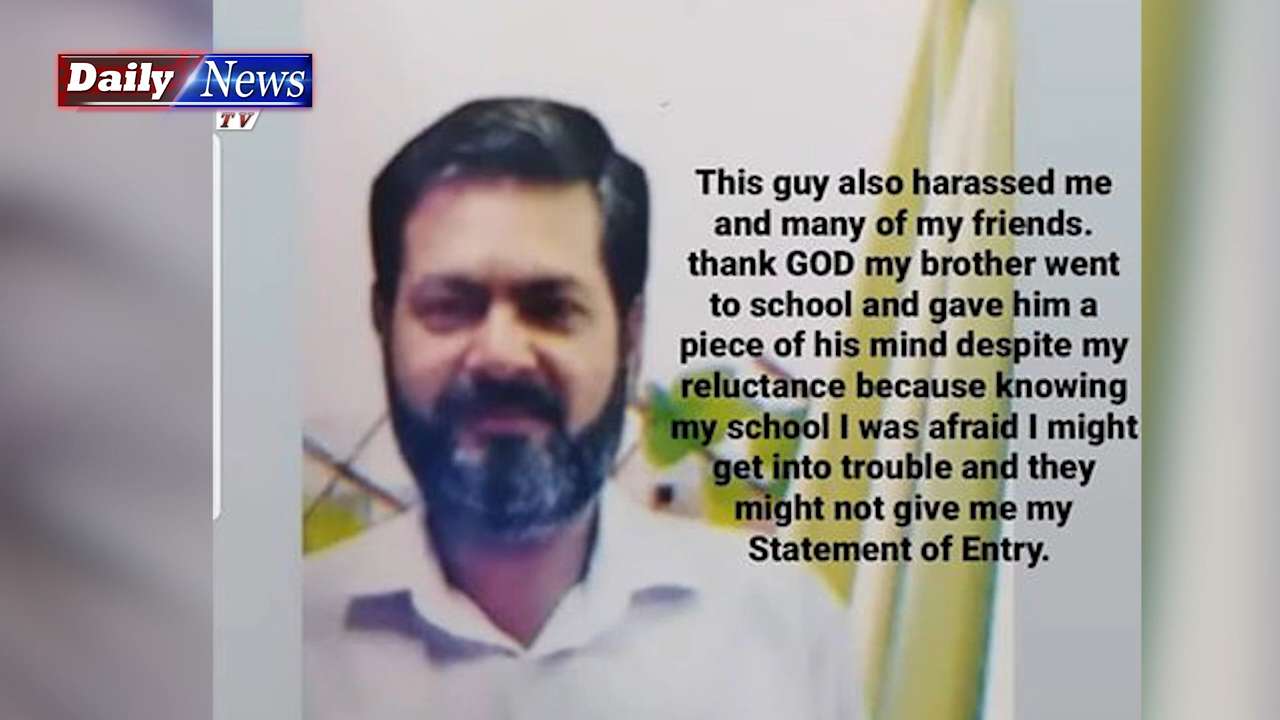 Daily News
TV
This guy also harassed me
and many of my friends.
thank GOD my brother went
to school and gave him a
piece of his mind despite my
reluctance because knowing
my school I was afraid I might
get into trouble and they
might not give me my
Statement of Entry.